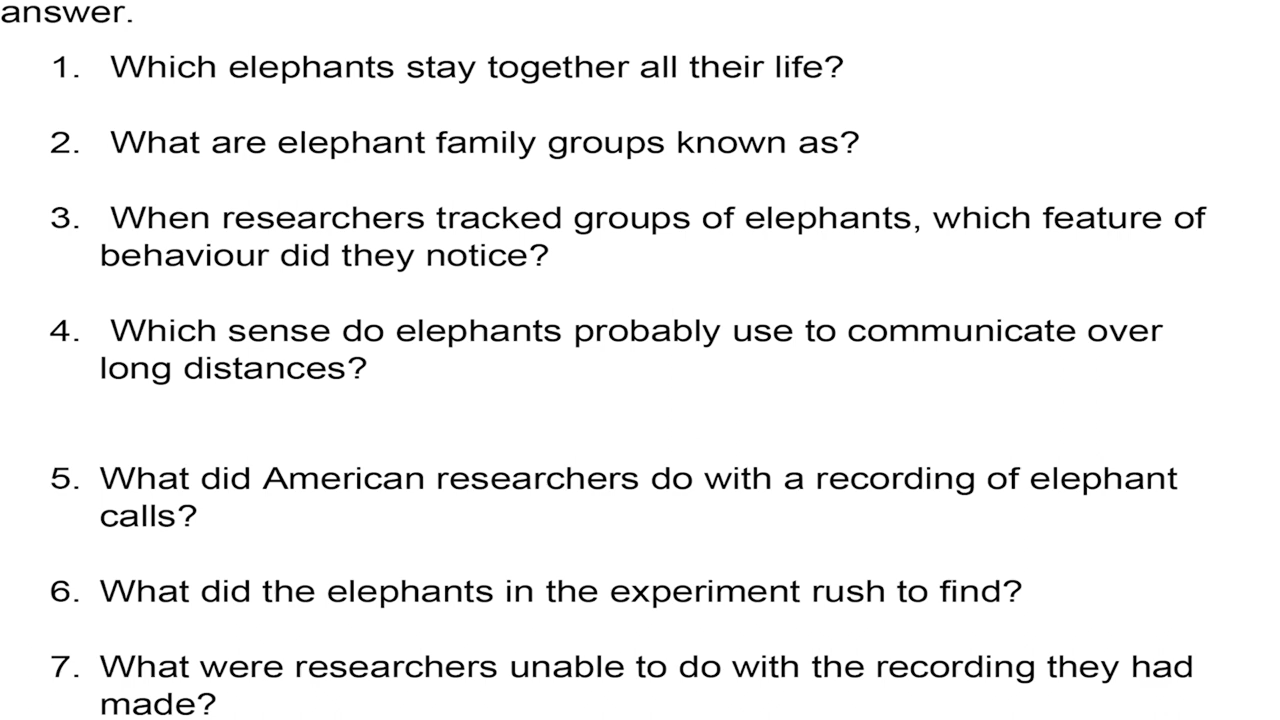 answer.
1. Which elephants stay together all their life?
2. What are elephant family groups known as?
3. When researchers tracked groups of elephants, which feature of
behaviour did they notice?
4. Which sense do elephants probably use to communicate over
long distances?
5. What did American researchers do with a recording of elephant
calls?
6. What did the elephants in the experiment rush to find?
7. What were researchers unable to do with the recording they had
made?